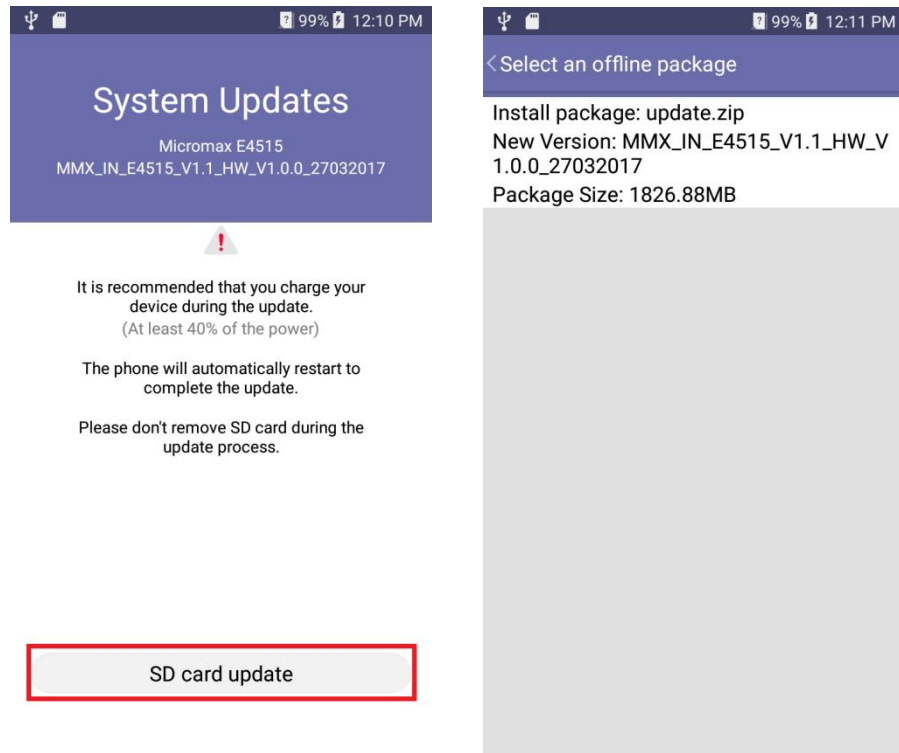 99% 12:10 PM
System Updates
Micromax E4515
MMX_IN_E4515_V1.1_HW_V1.0.0_27032017
It is recommended that you charge your
device during the update.
(At least 40% of the power)
The phone will automatically restart to
complete the update.
Please don't remove SD card during the
update process.
SD card update
99% 12:11 PM
<Select an offline package
Install package: update.zip
New Version: MMX_IN_E4515_V1.1_HW_V
1.0.0_27032017
Package Size: 1826.88MB